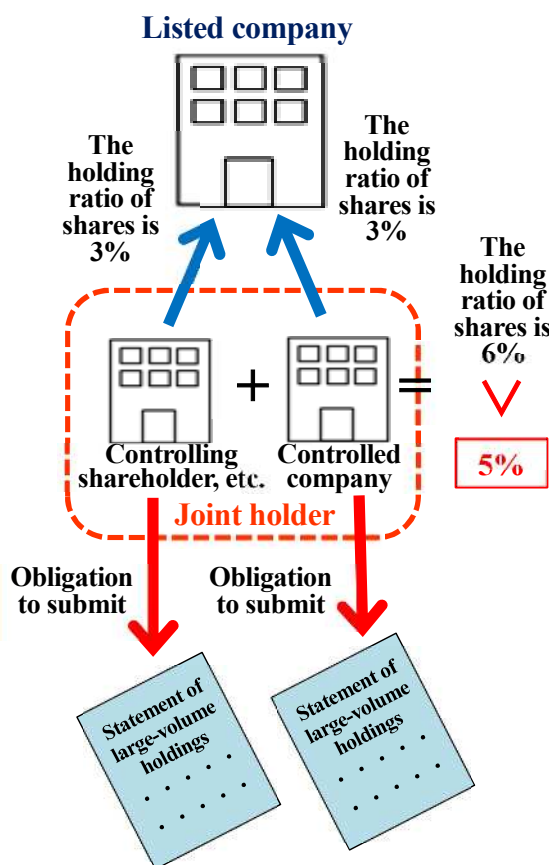 Listed company
The
holding
ratio of
shares is
3%
The
holding
ratio of
shares is
3%
The
holding
ratio of
shares is
6%
5%
+
=
Controlling
shareholder, etc.
Controlled
company
Joint holder
Obligation
to submit
Obligation
to submit
Statement of
large-volume
holdings
Statement of
large-volume
holdings